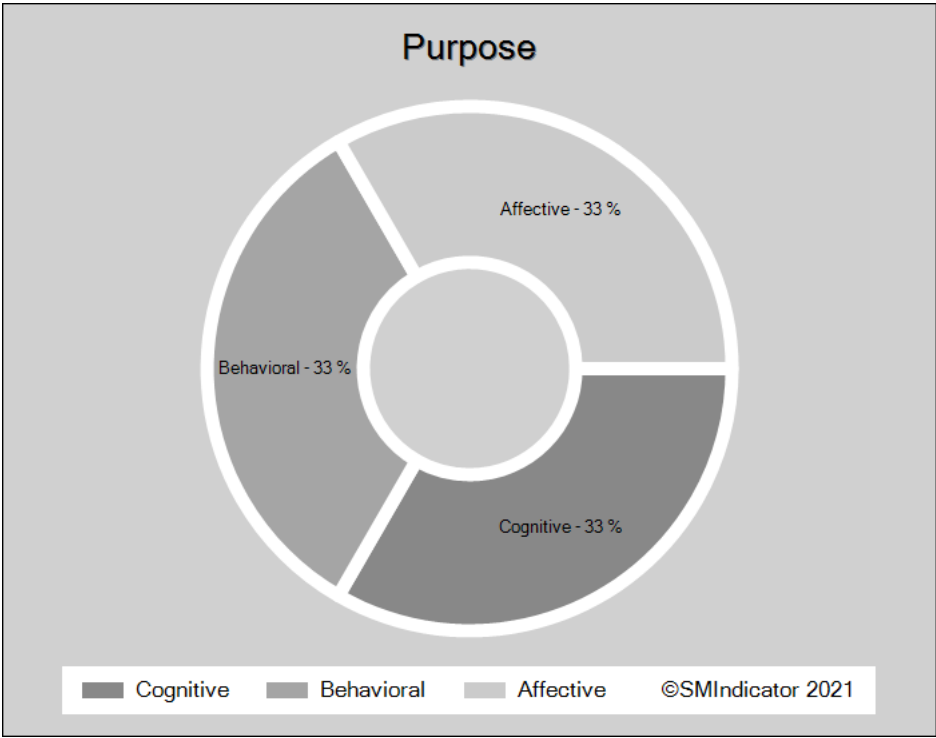 Purpose
Affective - 33 %
Behavioral - 33 %
Cognitive - 33 %
Cognitive Behavioral Affective ©SMIndicator 2021